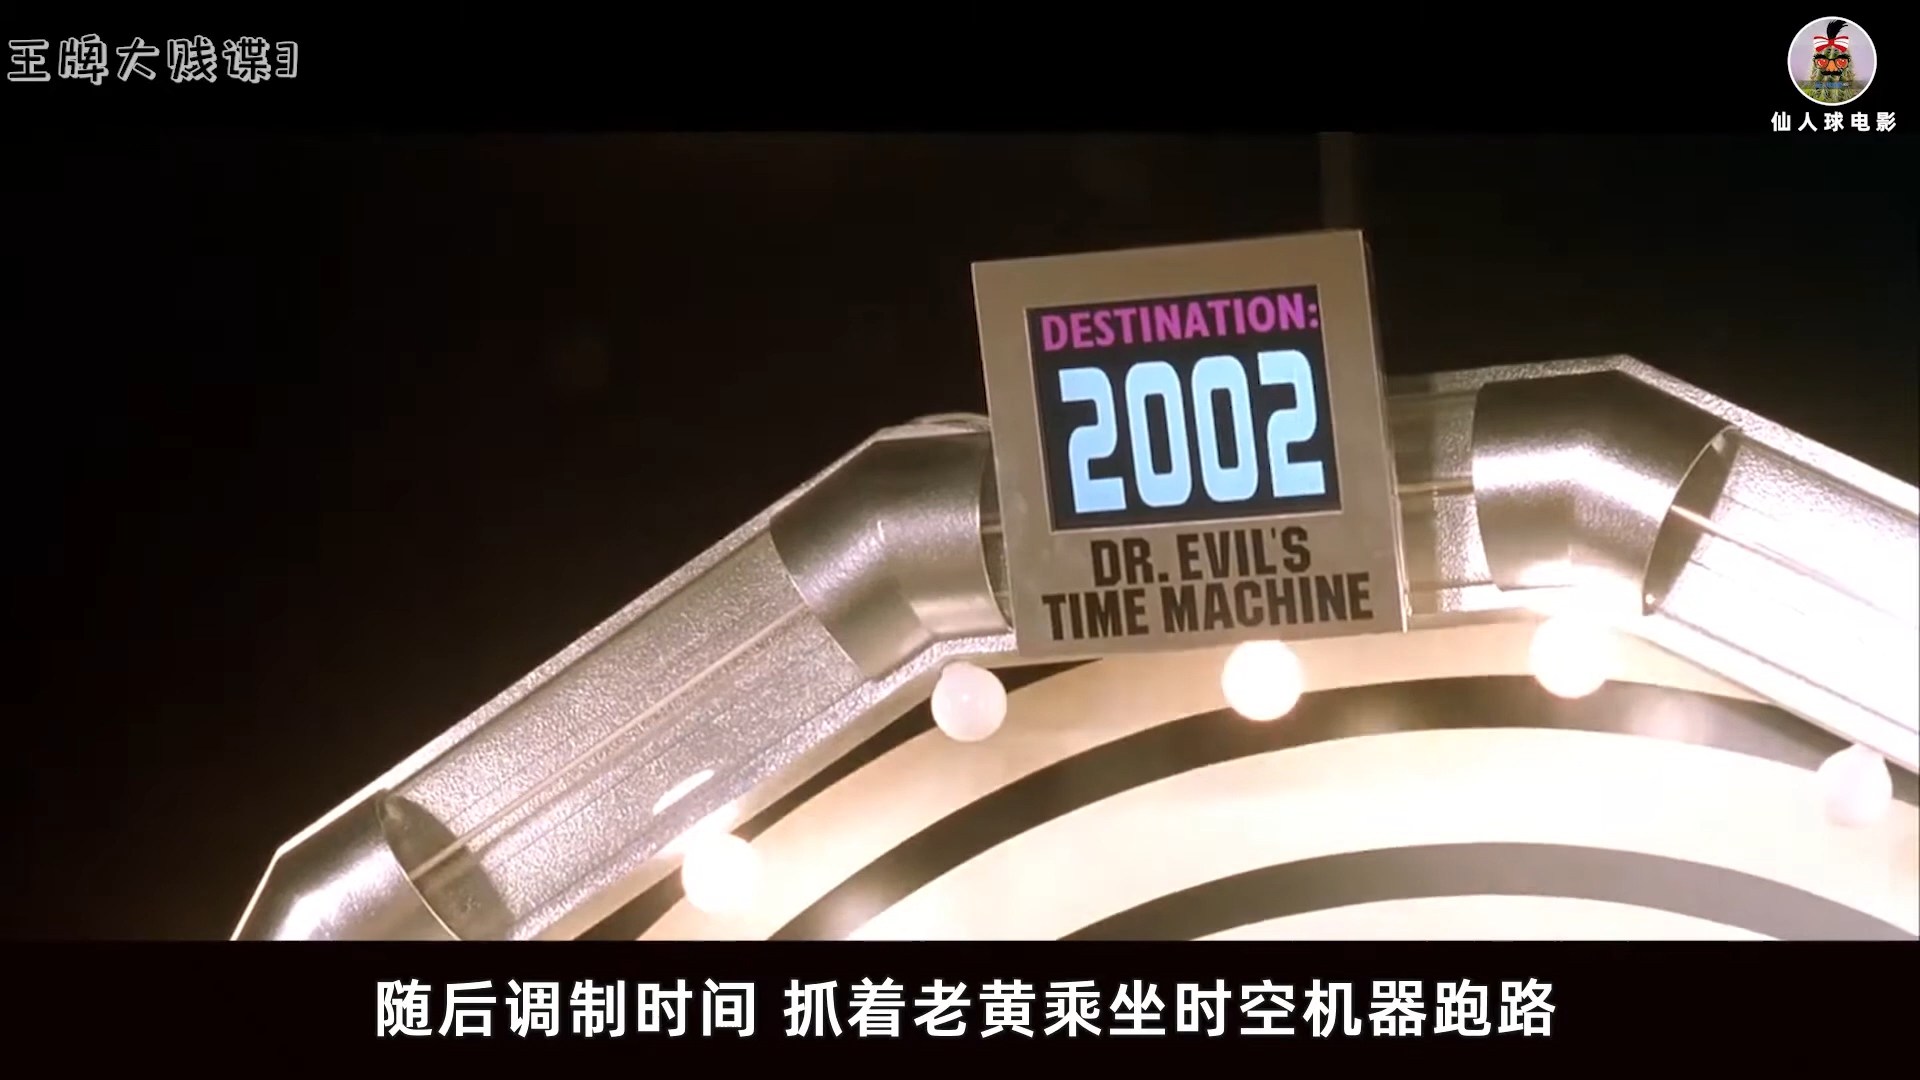 王牌大贱谍3
仙人球电影
DESTINATION:
2002
DR. EVIL'S
TIME MACHINE
随后调制时间 抓着老黄乘坐时空机器跑路